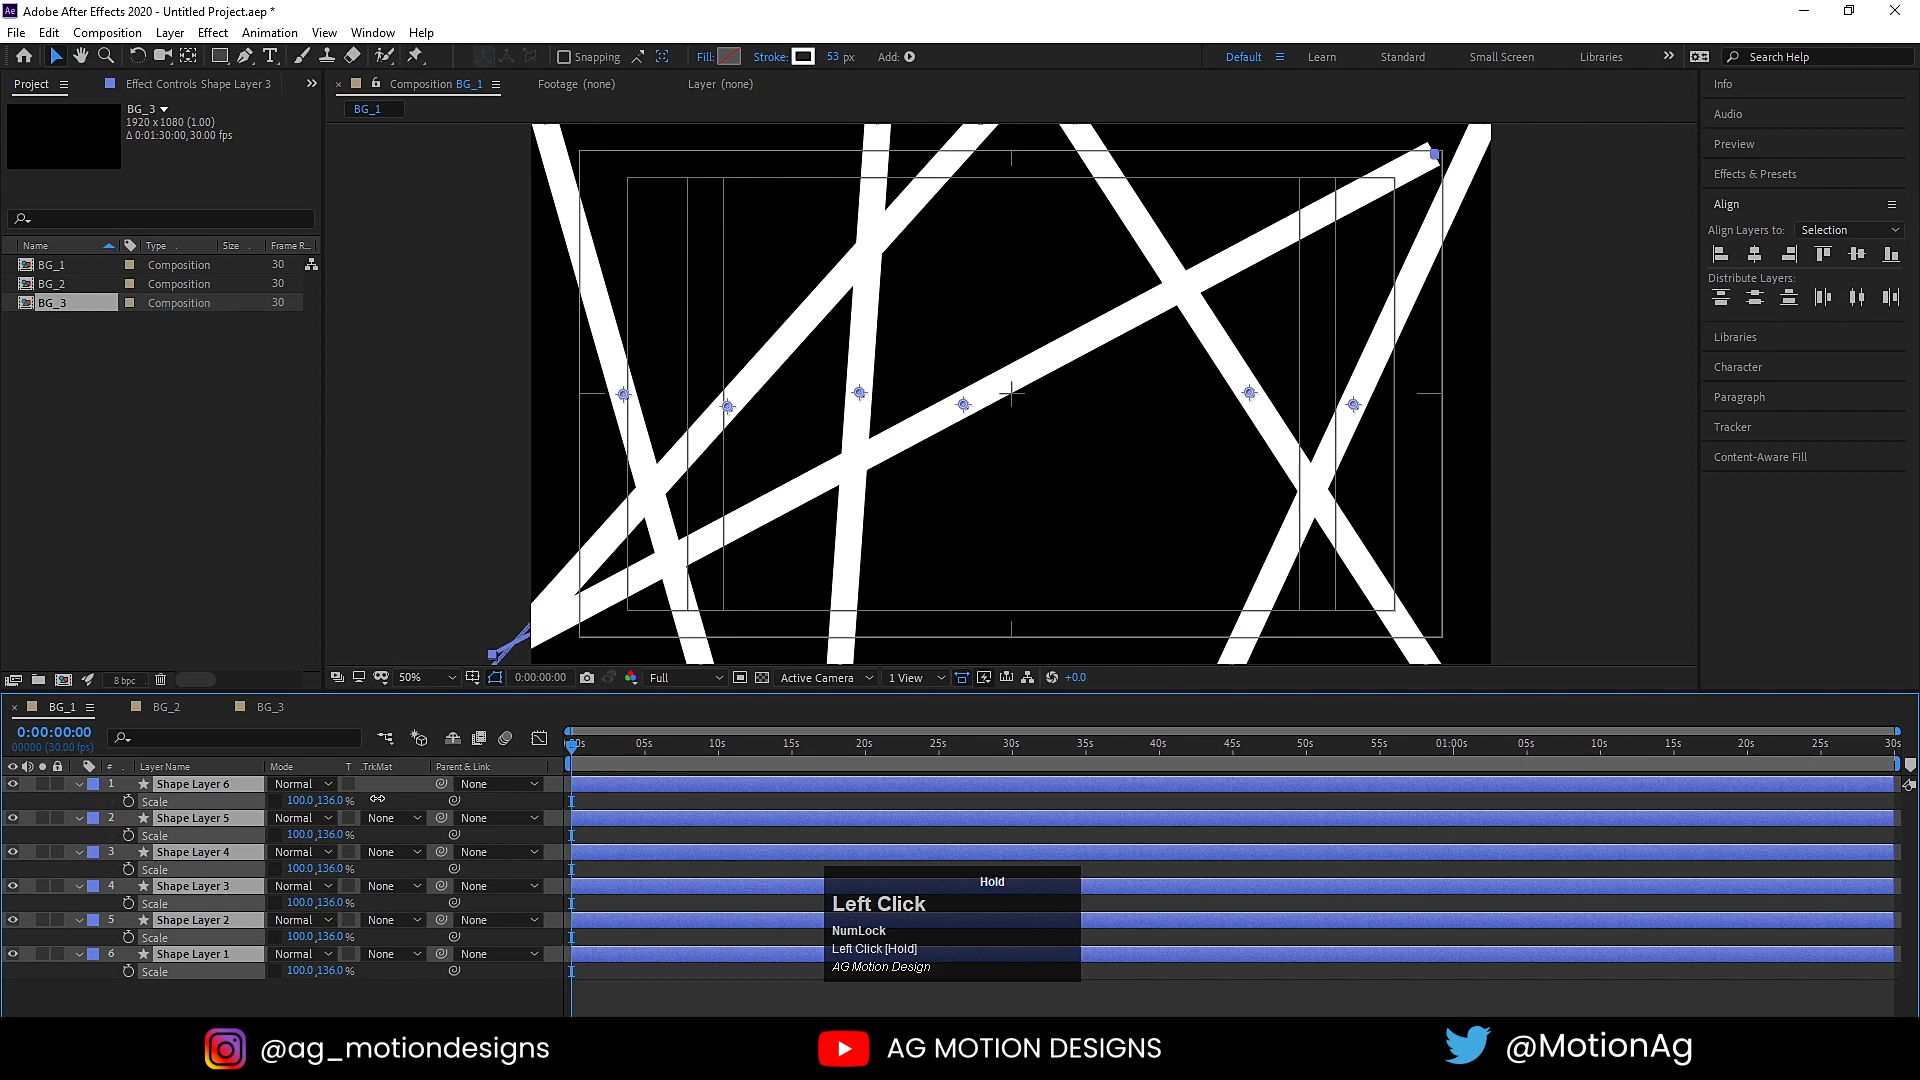 Ae Adobe After Effects 2020 - Untitled Project.aep *
File Edit Composition Layer Effect Animation View Window Help
Snapping Fill: Stroke: 53 px Add: Default Learn Standard Small Screen Libraries Search Help
Project Effect Controls Shape Layer 3 Composition BG_1 Footage (none) Layer (none) Info
BG_3
1920 x 1080 (1.00)
Δ 0:01:30:00, 30.00 fps
BG_1
Audio
Preview
Effects & Presets
Align
Align Layers to: Selection
Distribute Layers:
Name Type Size Frame R...
BG_1 Composition 30
BG_2 Composition 30
BG_3 Composition 30
Libraries
Character
Paragraph
Tracker
Content-Aware Fill
8 bpc 50% 0:00:00:00 Full Active Camera 1 View +0.0
BG_1 BG_2 BG_3
0:00:00:00
00000 (30.00 fps)
05s 10s 15s 20s 25s 30s 35s 40s 45s 50s 55s 01:00s 05s 10s 15s 20s 25s 30s
# Layer Name Mode T .TrkMat Parent & Link
1 Shape Layer 6 Normal None
Scale 100.0,136.0 %
2 Shape Layer 5 Normal None None
Scale 100.0,136.0 %
3 Shape Layer 4 Normal None None
Scale 100.0,136.0 %
4 Shape Layer 3 Normal None None
Scale 100.0,136.0 %
5 Shape Layer 2 Normal None None
Scale 100.0,136.0 %
6 Shape Layer 1 Normal None None
Scale 100.0,136.0 %
Hold
Left Click
NumLock
Left Click [Hold]
AG Motion Design
@ag_motiondesigns AG MOTION DESIGNS @MotionAg